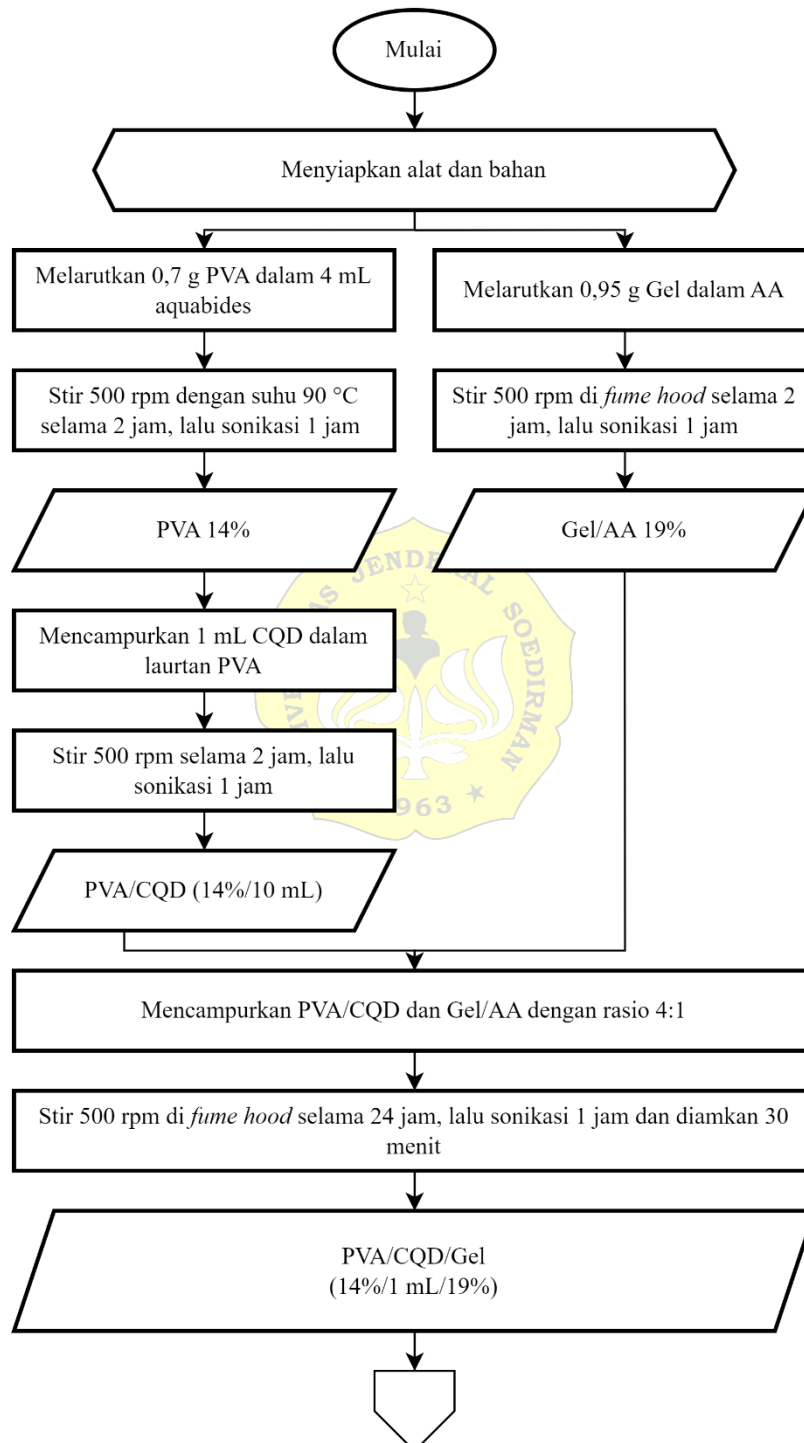 Mulai
Menyiapkan alat dan bahan
Melarutkan 0,7 g PVA dalam 4 mL
aquabides
Stir 500 rpm dengan suhu 90 °C
selama 2 jam, lalu sonikasi 1 jam
PVA 14%
Mencampurkan 1 mL CQD dalam
laurtan PVA
Stir 500 rpm selama 2 jam, lalu
sonikasi 1 jam
PVA/CQD (14%/10 mL)
Melarutkan 0,95 g Gel dalam AA
Stir 500 rpm di fume hood selama 2
jam, lalu sonikasi 1 jam
Gel/AA 19%
Mencampurkan PVA/CQD dan Gel/AA dengan rasio 4:1
Stir 500 rpm di fume hood selama 24 jam, lalu sonikasi 1 jam dan diamkan 30
menit
PVA/CQD/Gel
(14%/1 mL/19%)
SOEDIRMAN